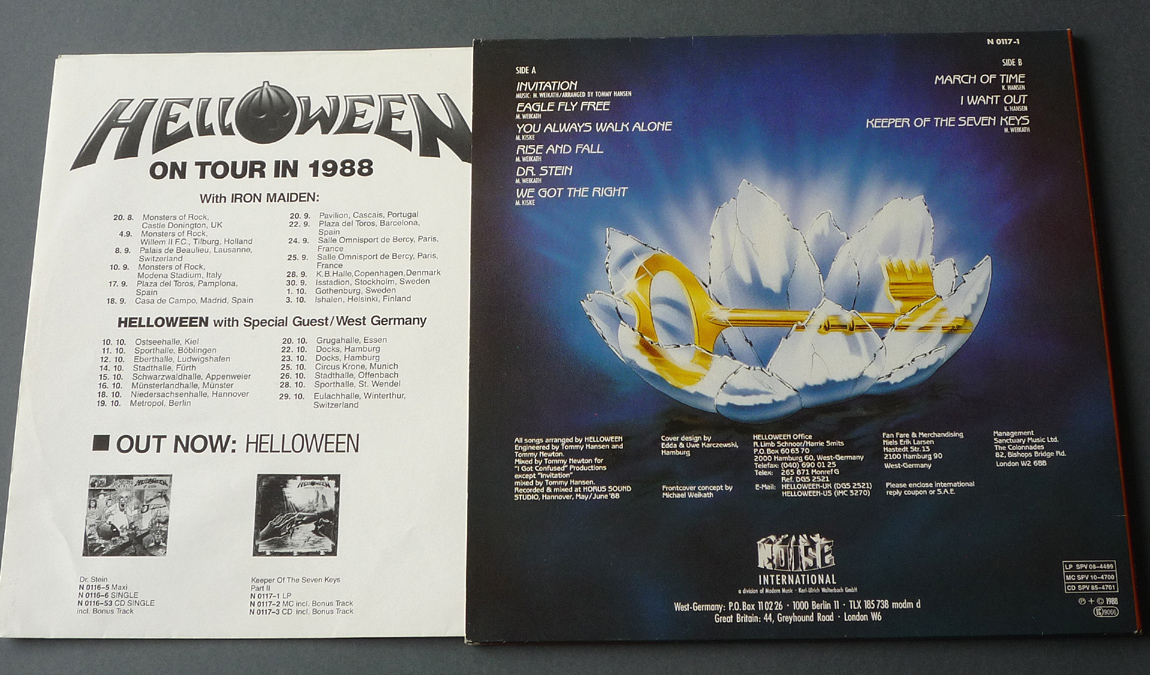 HELLOWEEN
ON TOUR IN 1988
With IRON MAIDEN:
20. 8. Monsters of Rock,
Castle Donington, UK
4.9. Monsters of Rock,
Willem II F.C., Tilburg, Holland
8. 9. Palais de Beaulieu, Lausanne,
Switzerland
10. 9. Monsters of Rock,
Modena Stadium, Italy
17. 9. Plaza del Toros, Pamplona,
Spain
18. 9. Casa de Campo, Madrid, Spain
20. 9. Pavilion, Cascais, Portugal
22. 9. Plaza del Toros, Barcelona,
Spain
24. 9. Salle Omnisport de Bercy, Paris,
France
25. 9. Salle Omnisport de Bercy, Paris,
France
28. 9. K.B.Halle, Copenhagen, Denmark
30. 9. Isstadion, Stockholm, Sweden
1. 10. Gothenburg, Sweden
3. 10. Ishalen, Helsinki, Finland
HELLOWEEN with Special Guest/West Germany
10. 10. Ostseehalle, Kiel
11. 10. Sporthalle, Böblingen
12. 10. Eberthalle, Ludwigshafen
14. 10. Stadthalle, Fürth
15. 10. Schwarzwaldhalle, Appenweier
16. 10. Münsterlandhalle, Münster
18. 10. Niedersachsenhalle, Hannover
19. 10. Metropol, Berlin
20. 10. Grugahalle, Essen
22. 10. Docks, Hamburg
23. 10. Docks, Hamburg
25. 10. Circus Krone, Munich
26. 10. Stadthalle, Offenbach
28. 10. Sporthalle, St. Wendel
29. 10. Eulachhalle, Winterthur,
Switzerland
OUT NOW: HELLOWEEN
Dr. Stein
N 0116-5 Maxi
N 0116-6 SINGLE
N 0116-53 CD SINGLE
incl. Bonus Track
Keeper Of The Seven Keys
Part II
N 0117-1 LP
N 0117-2 MC incl. Bonus Track
N 0117-3 CD incl. Bonus Track
N 0117-1
SIDE A
INVITATION
MUSIC: M. WEIKATH/ARRANGED BY TOMMY HANSEN
EAGLE FLY FREE
M. WEIKATH
YOU ALWAYS WALK ALONE
M. KISKE
RISE AND FALL
M. WEIKATH
DR. STEIN
M. WEIKATH
WE GOT THE RIGHT
M. KISKE
SIDE B
MARCH OF TIME
K. HANSEN
I WANT OUT
K. HANSEN
KEEPER OF THE SEVEN KEYS
M. WEIKATH
All songs arranged by HELLOWEEN
Engineered by Tommy Hansen and
Tommy Newton.
Mixed by Tommy Newton for
"I Got Confused" Productions
except "Invitation"
mixed by Tommy Hansen.
Recorded & mixed at HORUS SOUND
STUDIO, Hannover, May/June '88
Cover design by
Edda & Uwe Karczewski,
Hamburg
Frontcover concept by
Michael Weikath
HELLOWEEN Office
R. Limb Schnoor/Harrie Smits
P.O.Box 60 63 70
2000 Hamburg 60, West-Germany
Telefax: (040) 690 01 25
Telex: 265 871 Monref G
Ref. DGS 2521
E-Mail: HELLOWEEN-UK (DGS 2521)
HELLOWEEN-US (IMC 3270)
Fan Fare & Merchandising
Niels Erik Larsen
Hastedt Str. 13
2100 Hamburg 90
West-Germany
Please enclose international
reply coupon or S.A.E.
Management
Sanctuary Music Ltd.
The Colonnades
82, Bishops Bridge Rd.
London W2 6BB
NOISE
INTERNATIONAL
a division of Modern Music · Karl-Ulrich Walterbach GmbH
West-Germany: P.O.Box 11 02 26 · 1000 Berlin 11 · TLX 185 738 modm d
Great Britain: 44, Greyhound Road · London W6
LP SPV 08-4499
MC SPV 10-4700
CD SPV 85-4701
℗ + © 1988